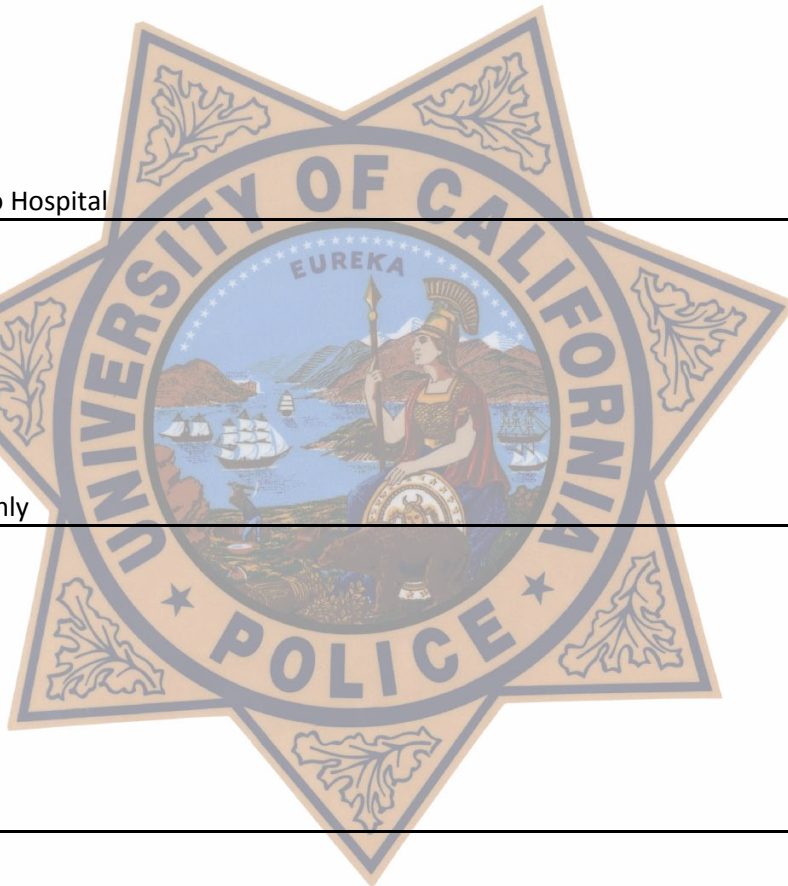 o Hospital
UNIVERSITY OF CALIFORNIA
EUREKA
nly
★ POLICE ★